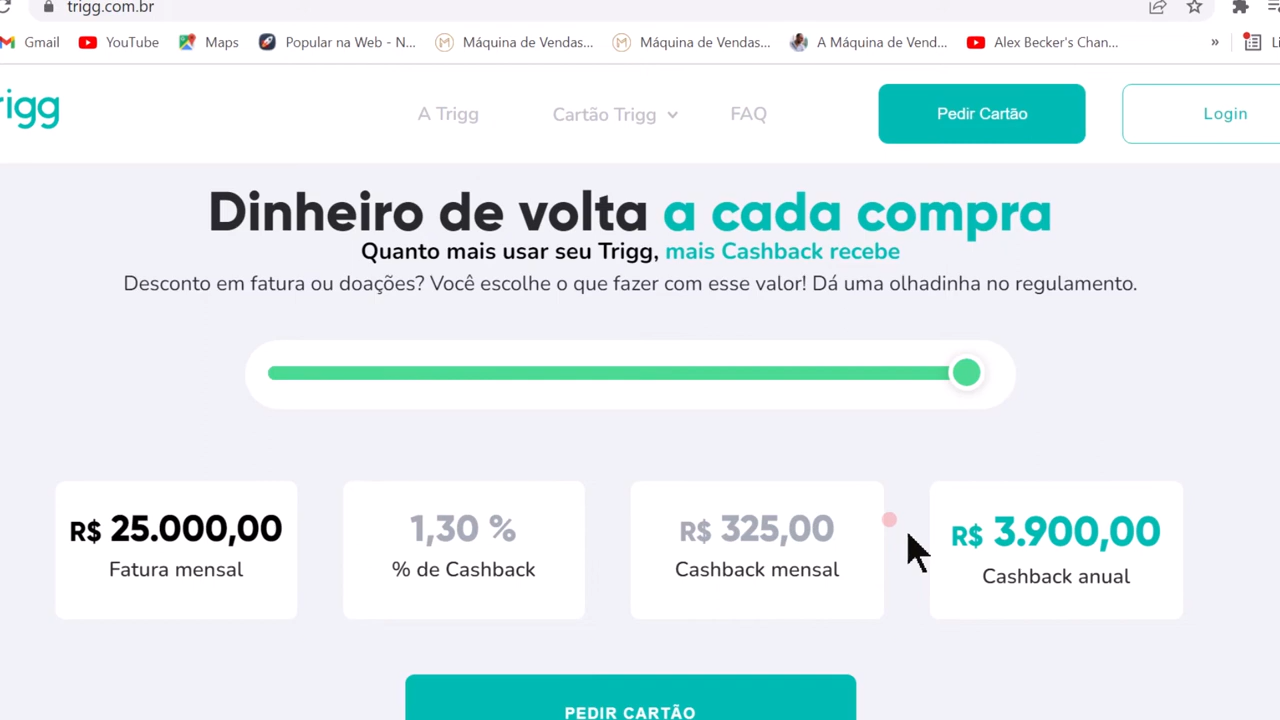 trigg.com.br
Gmail YouTube Maps Popular na Web - N... Máquina de Vendas... Máquina de Vendas... A Máquina de Vend... Alex Becker's Chan... »
rigg A Trigg Cartão Trigg FAQ Pedir Cartão Login
Dinheiro de volta a cada compra
Quanto mais usar seu Trigg, mais Cashback recebe
Desconto em fatura ou doações? Você escolhe o que fazer com esse valor! Dá uma olhadinha no regulamento.
R$ 25.000,00 1,30 % R$ 325,00 R$ 3.900,00
Fatura mensal % de Cashback Cashback mensal Cashback anual
PEDIR CARTÃO